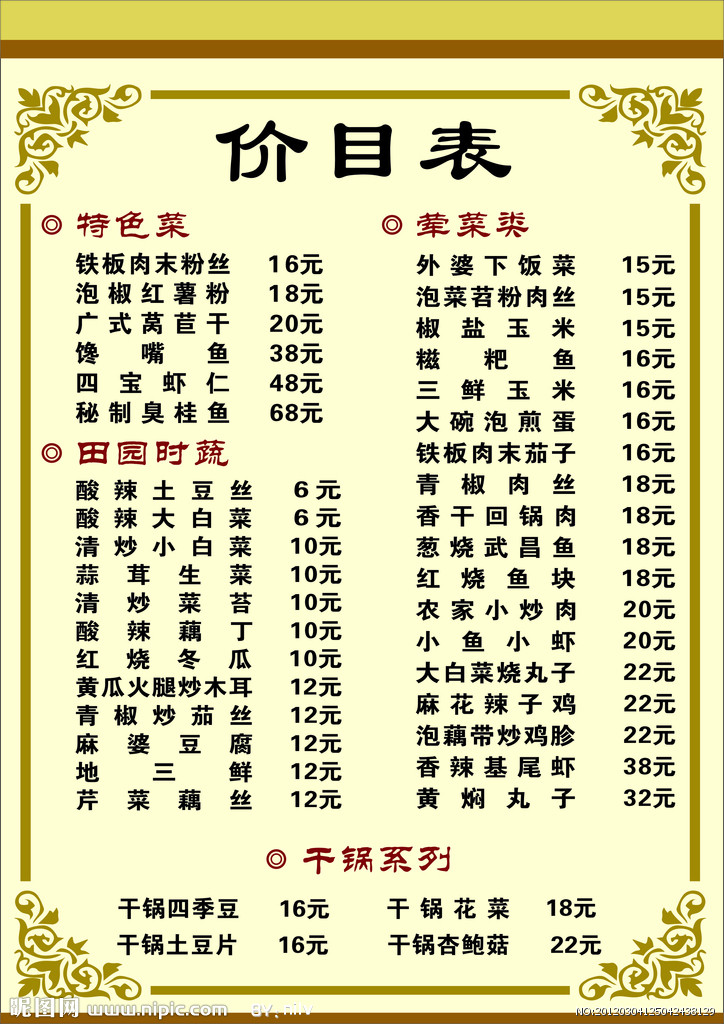 价目表
特色菜
铁板肉末粉丝 16元
泡椒红薯粉 18元
广式莴苣干 20元
馋嘴鱼 38元
四宝虾仁 48元
秘制臭桂鱼 68元
田园时蔬
酸辣土豆丝 6元
酸辣大白菜 6元
清炒小白菜 10元
蒜茸生菜 10元
清炒菜苔 10元
酸辣藕丁 10元
红烧冬瓜 10元
黄瓜火腿炒木耳 12元
青椒炒茄丝 12元
麻婆豆腐 12元
地三鲜 12元
芹菜藕丝 12元
荤菜类
外婆下饭菜 15元
泡菜苕粉肉丝 15元
椒盐玉米 15元
糍粑鱼 16元
三鲜玉米 16元
大碗泡煎蛋 16元
铁板肉末茄子 16元
青椒肉丝 18元
香干回锅肉 18元
葱烧武昌鱼 18元
红烧鱼块 18元
农家小炒肉 20元
小鱼小虾 20元
大白菜烧丸子 22元
麻花辣子鸡 22元
泡藕带炒鸡胗 22元
香辣基尾虾 38元
黄焖丸子 32元
干锅系列
干锅四季豆 16元 干锅花菜 18元
干锅土豆片 16元 干锅杏鲍菇 22元
昵图网 www.nipic.com
NO:20120304125042433129